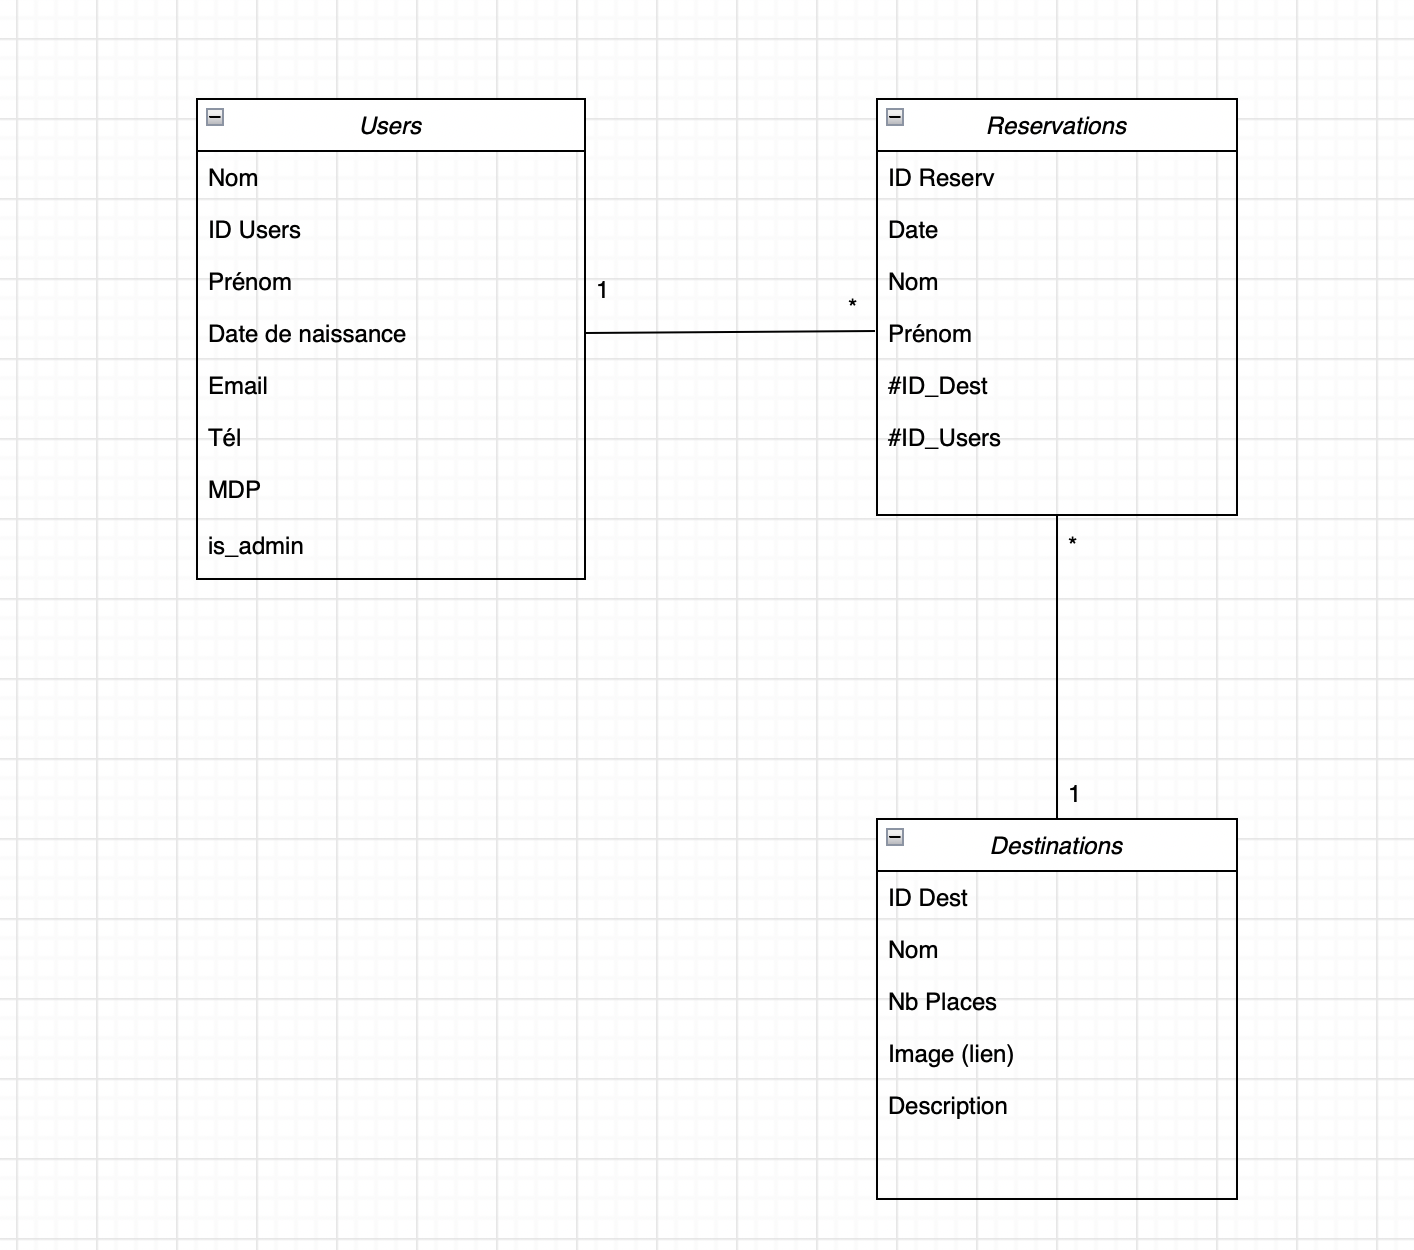 Users
Nom
ID Users
Prénom
Date de naissance
Email
Tél
MDP
is_admin
1
*
Reservations
ID Reserv
Date
Nom
Prénom
#ID_Dest
#ID_Users
*
1
Destinations
ID Dest
Nom
Nb Places
Image (lien)
Description